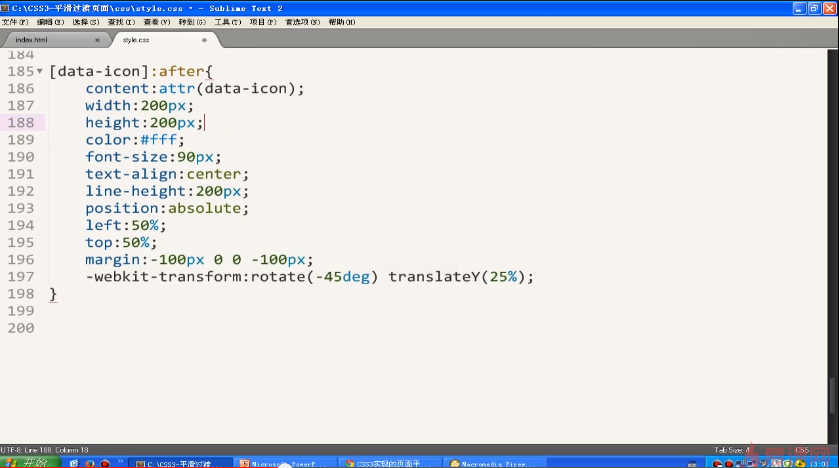 C:\CSS3-平滑过渡页面\css\style.css • - Sublime Text 2
文件(F) 编辑(E) 选择(S) 查找(I) 查看(V) 转到(G) 工具(T) 项目(P) 首选项(N) 帮助(H)
index.html × style.css
184
185 [data-icon]:after{
186 content:attr(data-icon);
187 width:200px;
188 height:200px;
189 color:#fff;
190 font-size:90px;
191 text-align:center;
192 line-height:200px;
193 position:absolute;
194 left:50%;
195 top:50%;
196 margin:-100px 0 0 -100px;
197 -webkit-transform:rotate(-45deg) translateY(25%);
198 }
199
200
UTF-8, Line 188, Column 18 Tab Size: 4 CSS
开始 C:\CSS3-平滑过渡... Microsoft PowerP... CSS3实现的页面平... Macromedia Firew...